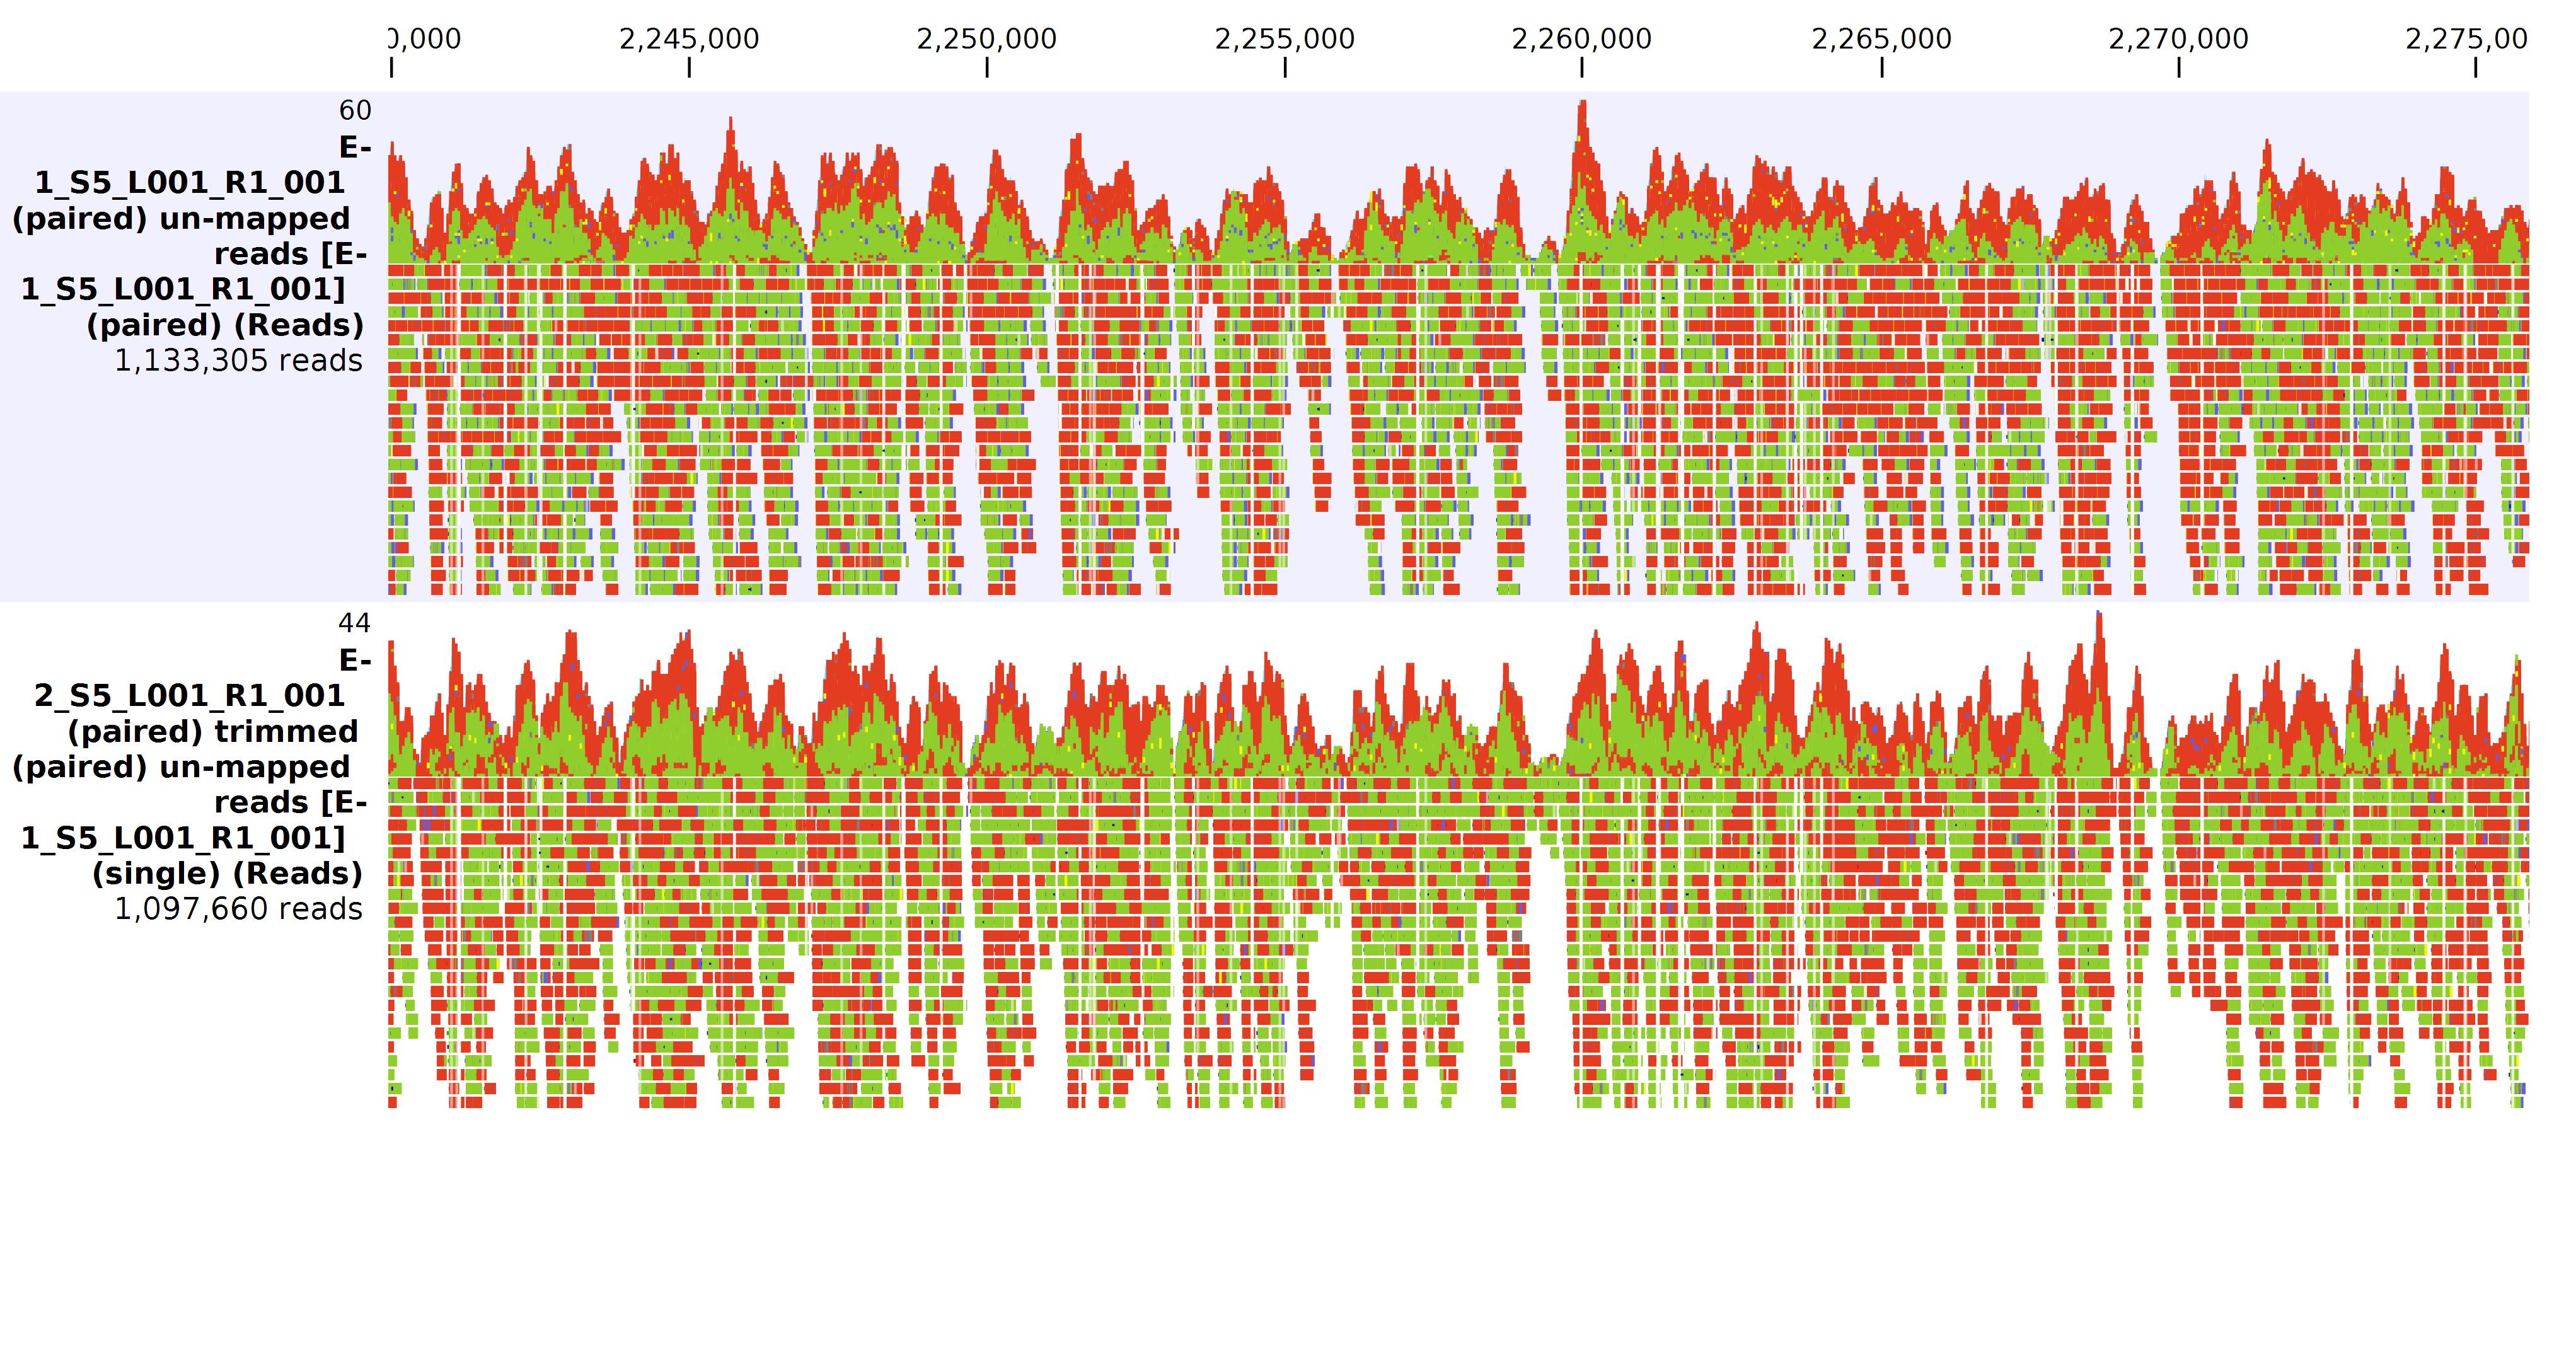 0,000 2,245,000 2,250,000 2,255,000 2,260,000 2,265,000 2,270,000 2,275,00
60
E-
1_S5_L001_R1_001
(paired) un-mapped
reads [E-
1_S5_L001_R1_001]
(paired) (Reads)
1,133,305 reads
44
E-
2_S5_L001_R1_001
(paired) trimmed
(paired) un-mapped
reads [E-
1_S5_L001_R1_001]
(single) (Reads)
1,097,660 reads